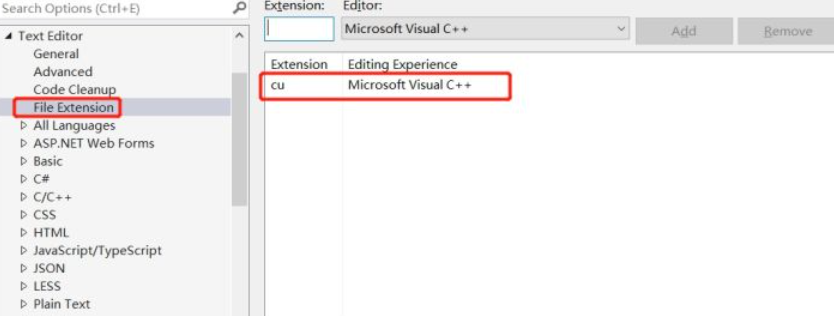 Search Options (Ctrl+E)
Text Editor
General
Advanced
Code Cleanup
File Extension
All Languages
ASP.NET Web Forms
Basic
C#
C/C++
CSS
HTML
JavaScript/TypeScript
JSON
LESS
Plain Text
Extension: Editor:
Microsoft Visual C++ Add Remove
Extension Editing Experience
cu Microsoft Visual C++